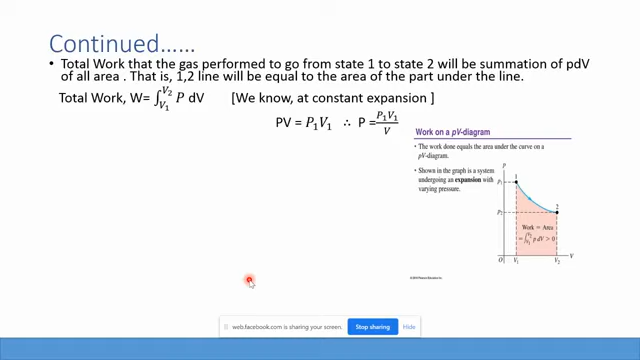 Continued……
• Total Work that the gas performed to go from state 1 to state 2 will be summation of pdV
of all area . That is, 1,2 line will be equal to the area of the part under the line.
Total Work, W= ∫_{V₁}^{V₂} P dV [We know, at constant expansion ]
PV = P₁V₁ ∴ P = P₁V₁/V
Work on a pV-diagram
• The work done equals the area under the curve on a
pV-diagram.
• Shown in the graph is a system
undergoing an expansion with
varying pressure.
p
p₁
1
p₂
2
Work = Area
= ∫_{V₁}^{V₂} p dV > 0
O V₁ V₂ V
web.facebook.com is sharing your screen. Stop sharing Hide